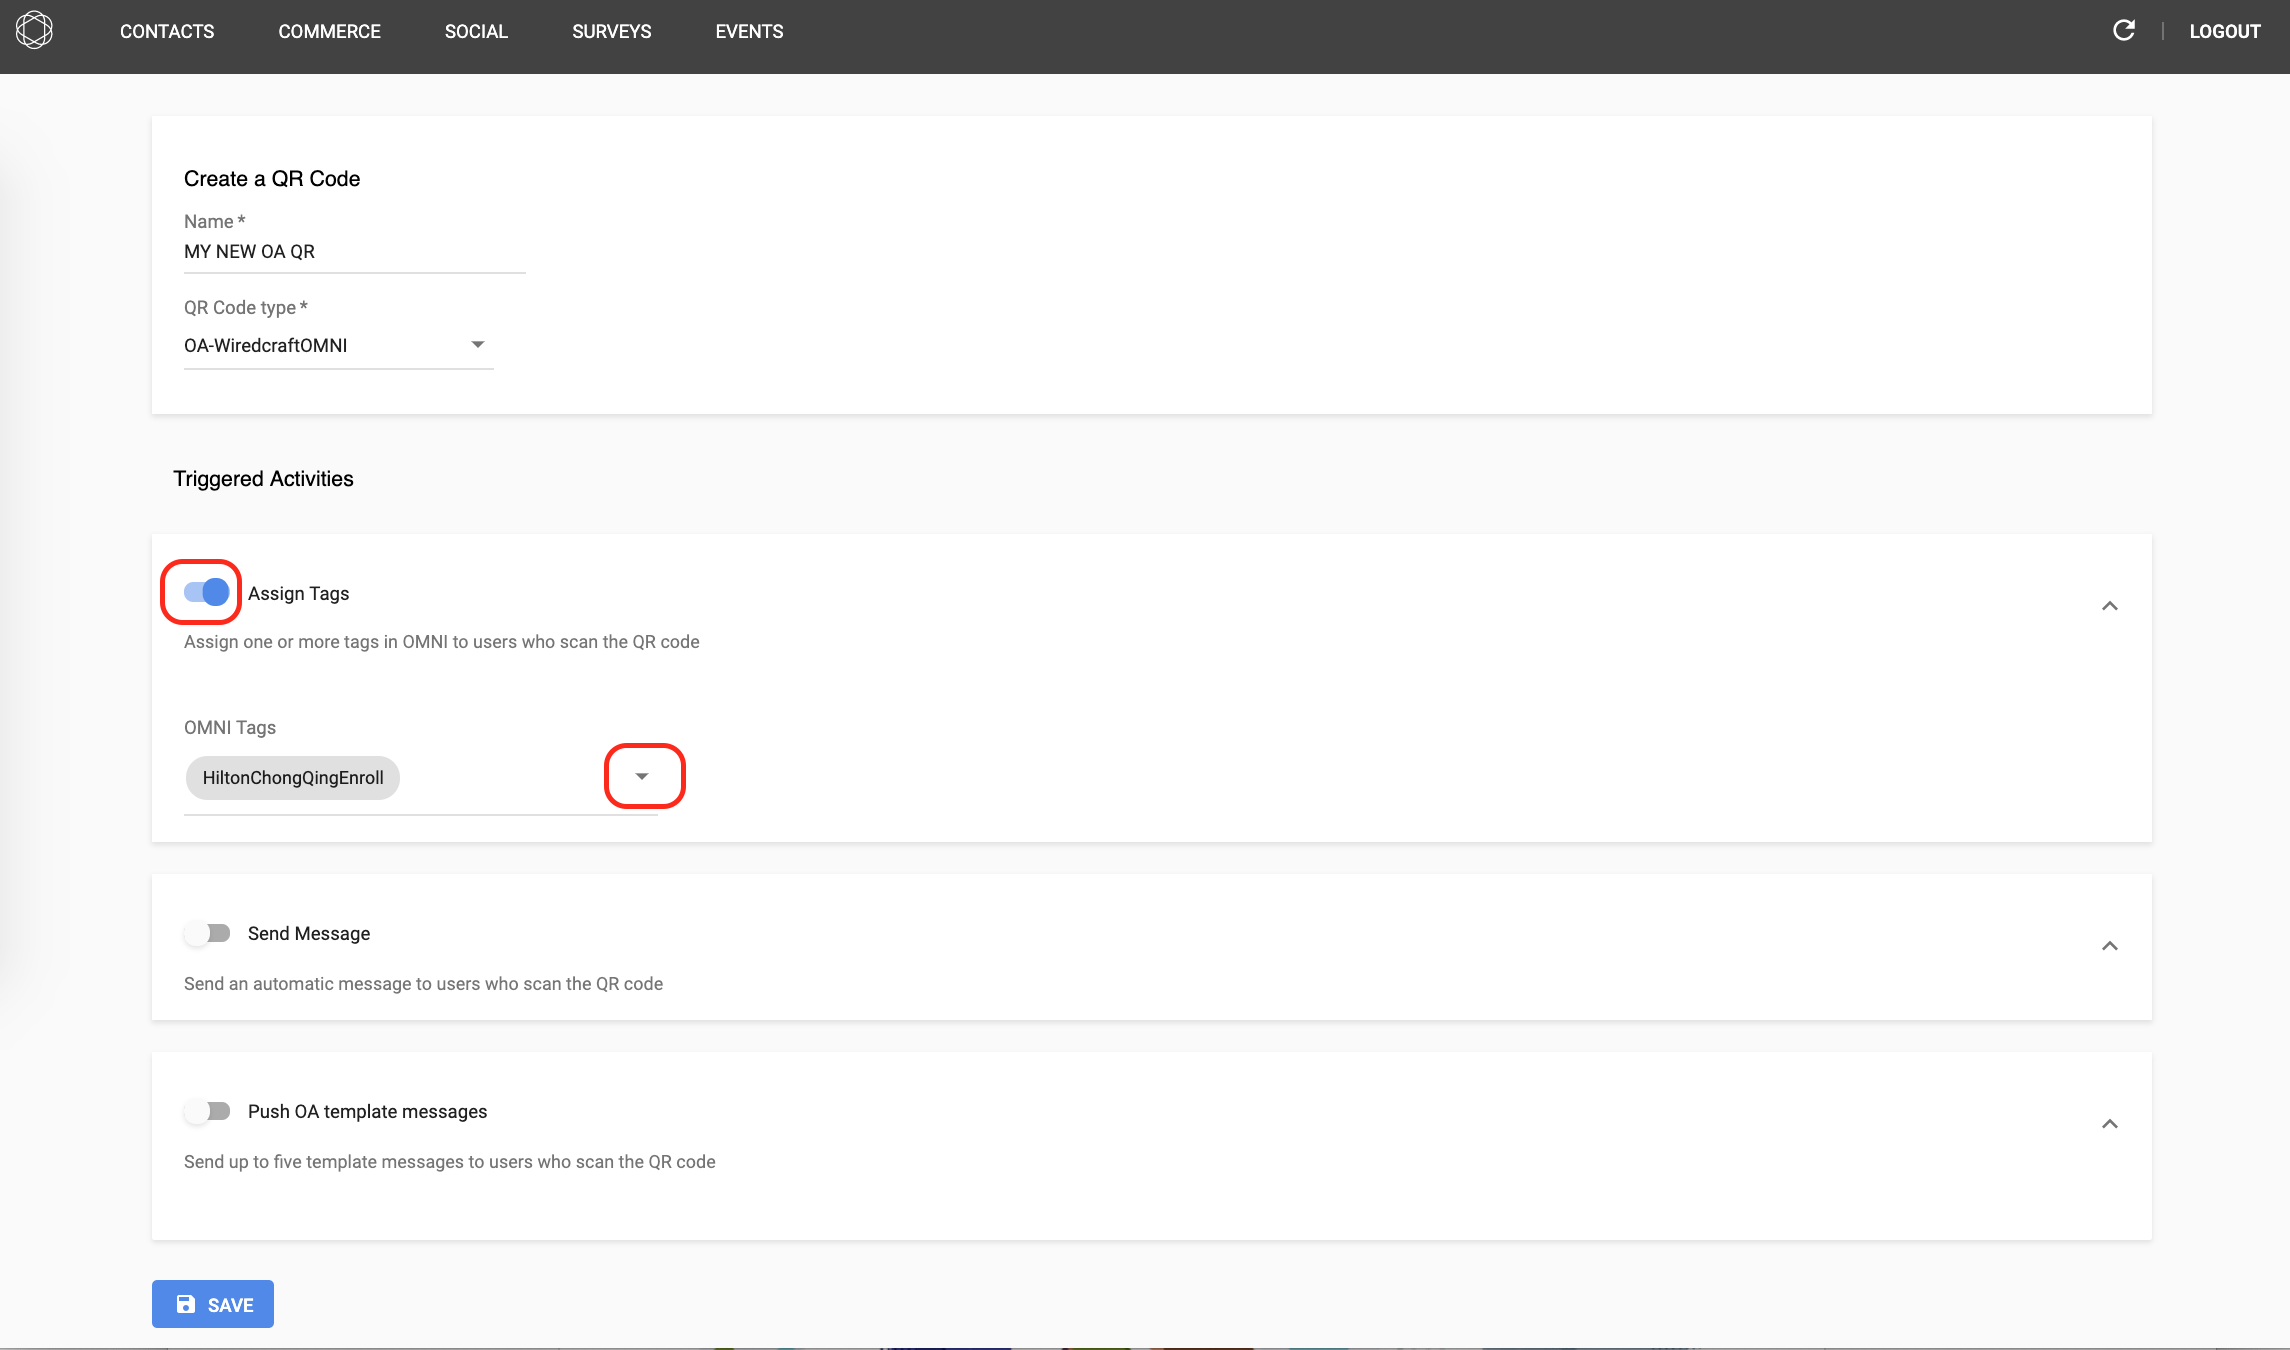 CONTACTS COMMERCE SOCIAL SURVEYS EVENTS LOGOUT
Create a QR Code
Name *
MY NEW OA QR
QR Code type *
OA-WiredcraftOMNI
Triggered Activities
Assign Tags
Assign one or more tags in OMNI to users who scan the QR code
OMNI Tags
HiltonChongQingEnroll
Send Message
Send an automatic message to users who scan the QR code
Push OA template messages
Send up to five template messages to users who scan the QR code
SAVE